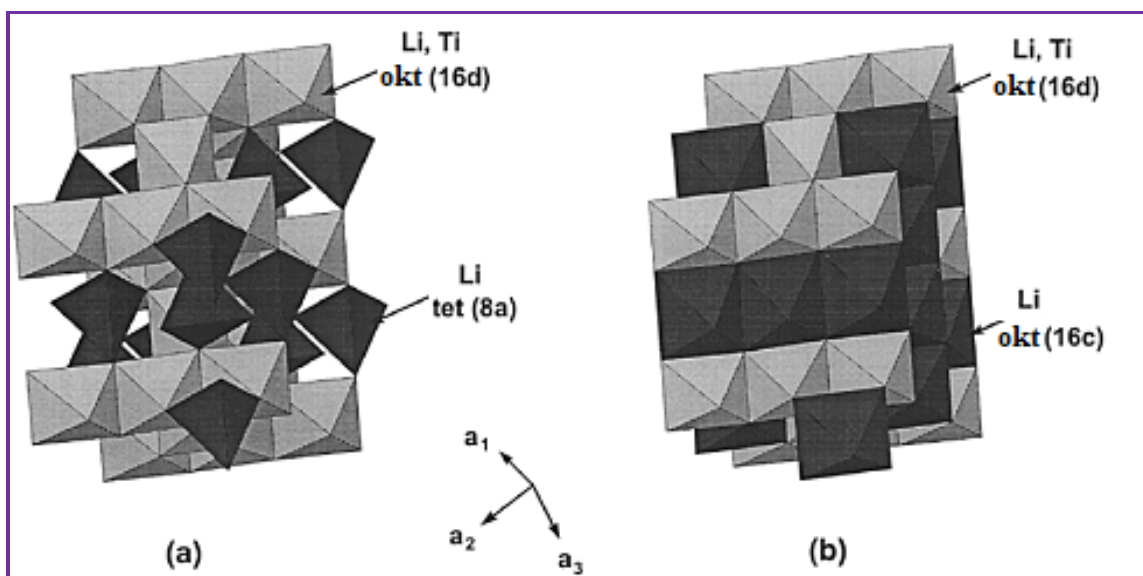 Li, Ti
okt (16d)
Li
tet (8a)
(a)
a1
a2
a3
Li, Ti
okt (16d)
Li
okt (16c)
(b)